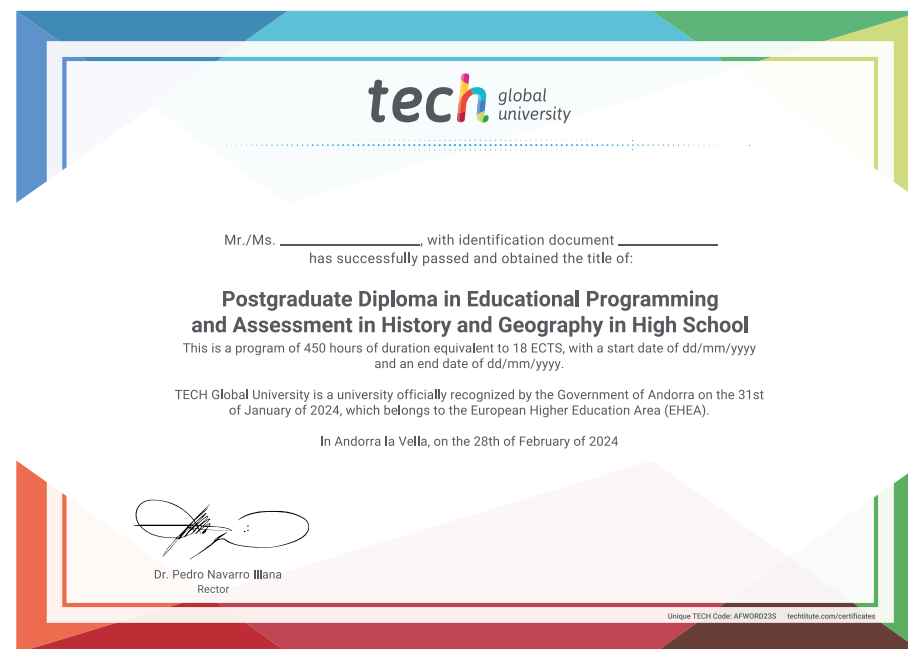 tech global university
Mr./Ms. ____________________, with identification document ______________
has successfully passed and obtained the title of:
Postgraduate Diploma in Educational Programming
and Assessment in History and Geography in High School
This is a program of 450 hours of duration equivalent to 18 ECTS, with a start date of dd/mm/yyyy
and an end date of dd/mm/yyyy.
TECH Global University is a university officially recognized by the Government of Andorra on the 31st
of January of 2024, which belongs to the European Higher Education Area (EHEA).
In Andorra la Vella, on the 28th of February of 2024
Dr. Pedro Navarro Illana
Rector
Unique TECH Code: AFWORD23S techtitute.com/certificates